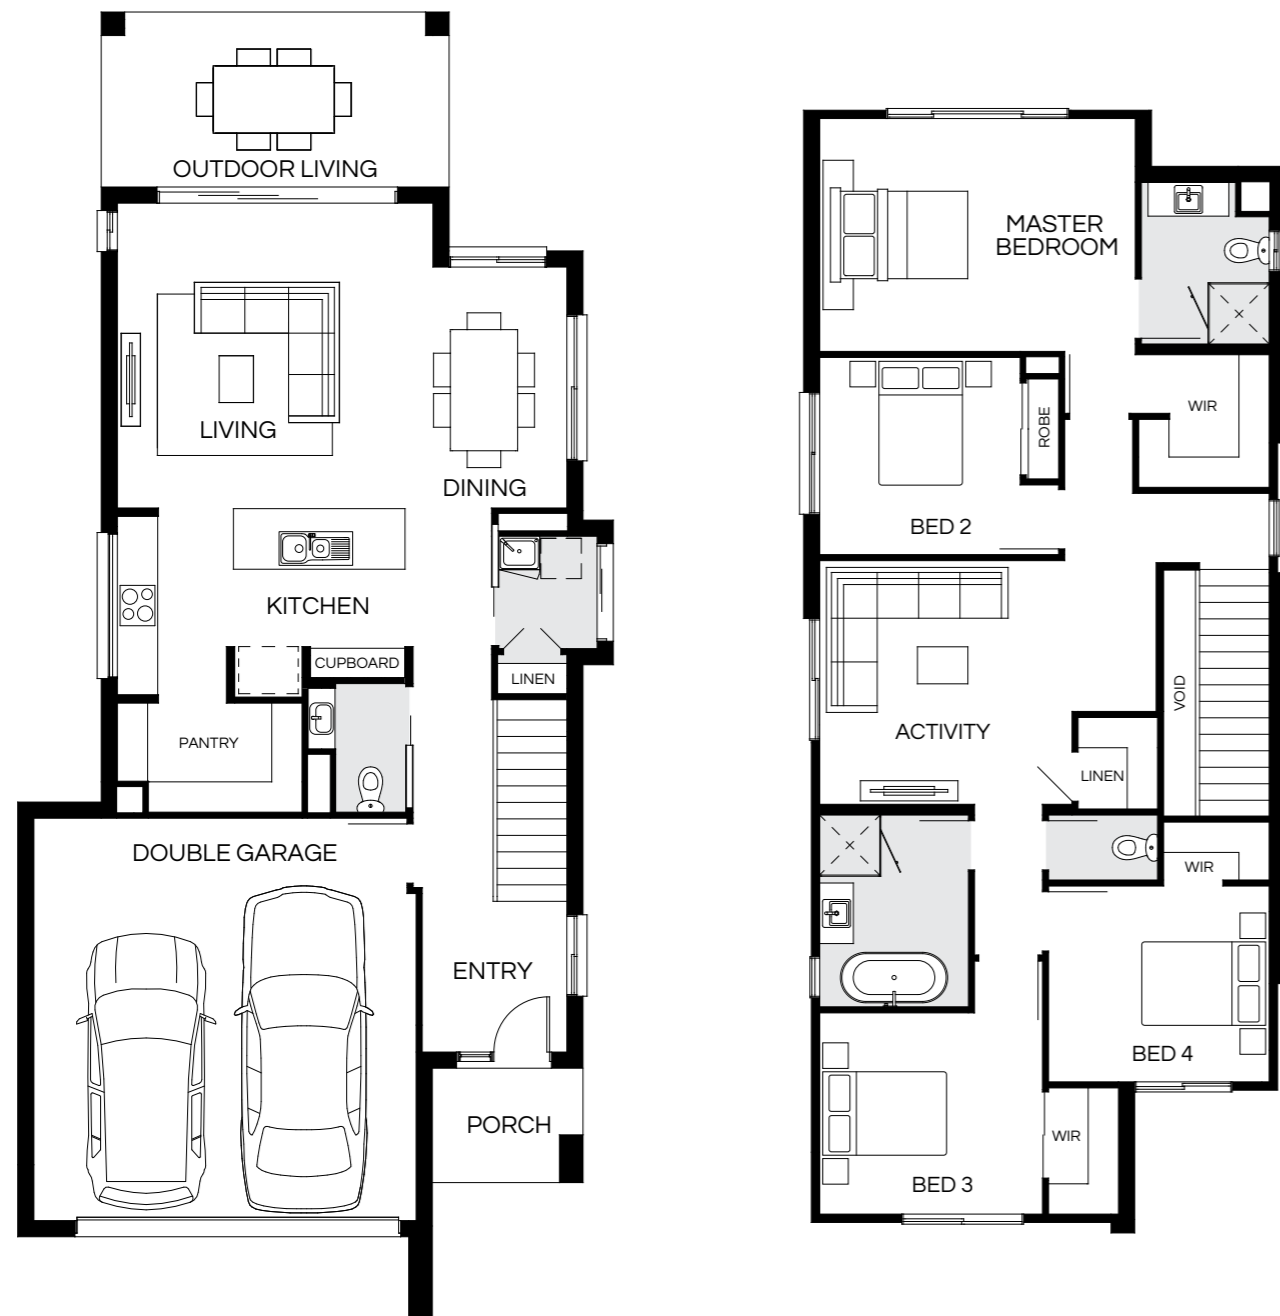 OUTDOOR LIVING
LIVING
DINING
KITCHEN
CUPBOARD
LINEN
PANTRY
DOUBLE GARAGE
ENTRY
PORCH
MASTER
BEDROOM
WIR
ROBE
BED 2
VOID
ACTIVITY
LINEN
WIR
BED 4
WIR
BED 3